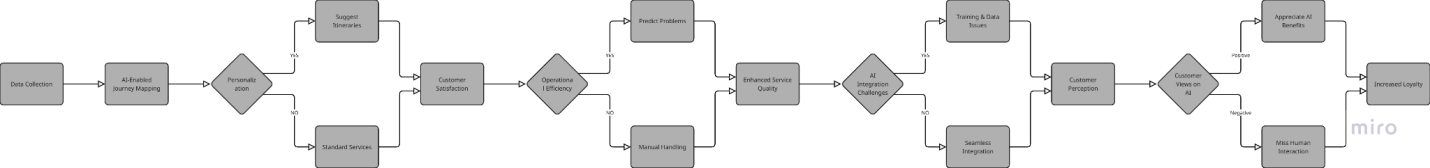 Data Collection
AI-Enabled
Journey Mapping
Personaliz
ation
YES
NO
Suggest
Itineraries
Standard Services
Customer
Satisfaction
Operationa
l Efficiency
YES
NO
Predict Problems
Manual Handling
Enhanced Service
Quality
AI
Integration
Challenges
YES
NO
Training & Data
Issues
Seamless
Integration
Customer
Perception
Customer
Views on
AI
Positive
Negative
Appreciate AI
Benefits
Miss Human
Interaction
Increased Loyalty
miro